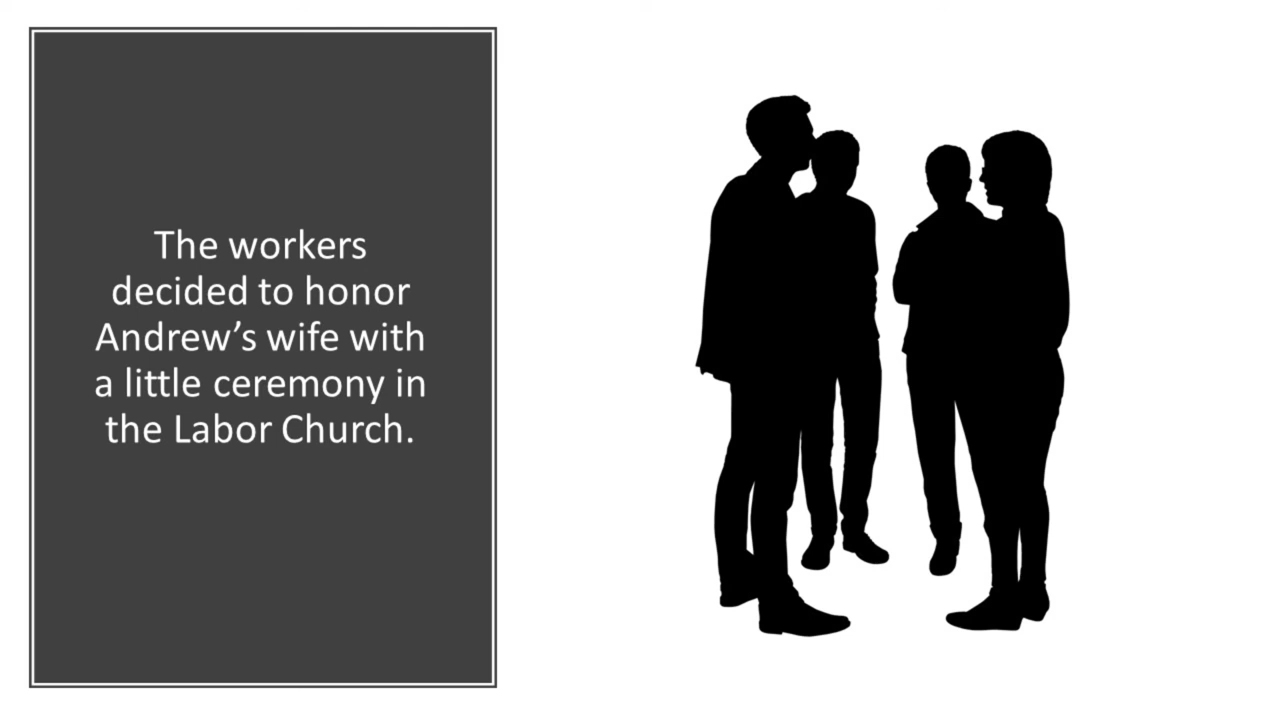 The workers
decided to honor
Andrew’s wife with
a little ceremony in
the Labor Church.